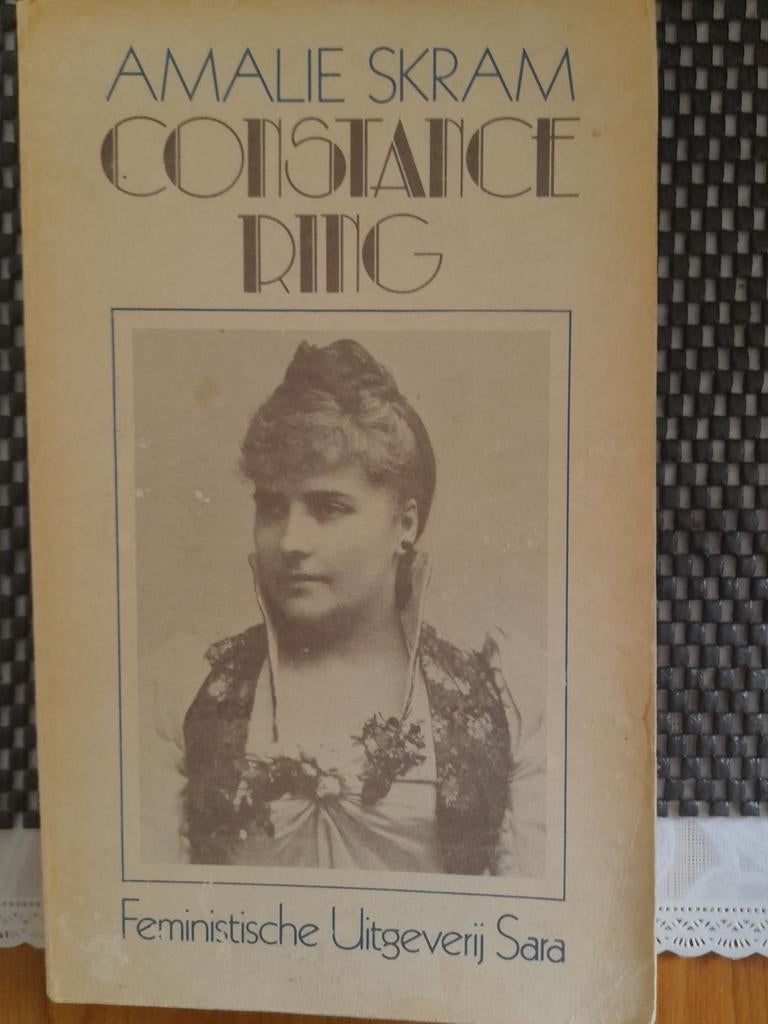 AMALIE SKRAM
CONSTANCE
RING
Feministische Uitgeverij Sara